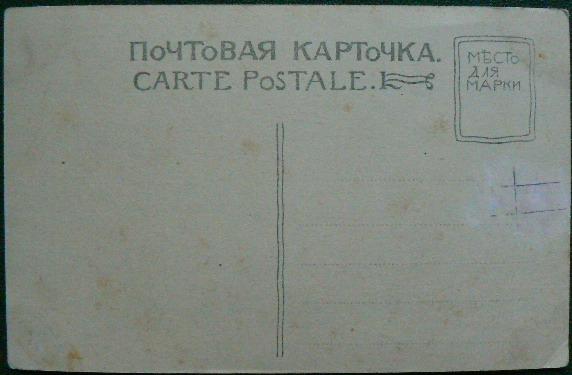 ПОЧТОВАЯ КАРТОЧКА.
CARTE POSTALE.
МѢСТО
ДЛЯ
МАРКИ